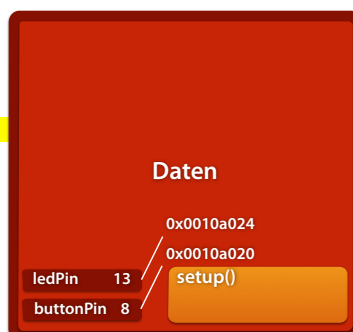 Daten
0x0010a024
0x0010a020
ledPin 13
setup()
buttonPin 8